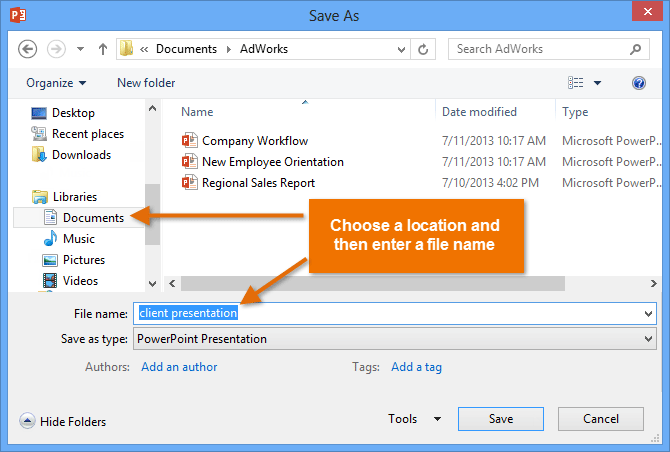 Save As
« Documents AdWorks
Search AdWorks
Organize New folder
Desktop
Recent places
Downloads
Libraries
Documents
Music
Pictures
Videos
Name Date modified Type
Company Workflow 7/11/2013 10:17 AM Microsoft PowerP...
New Employee Orientation 7/11/2013 10:17 AM Microsoft PowerP...
Regional Sales Report 7/10/2013 4:02 PM Microsoft PowerP...
Choose a location and
then enter a file name
File name: client presentation
Save as type: PowerPoint Presentation
Authors: Add an author Tags: Add a tag
Hide Folders Tools Save Cancel